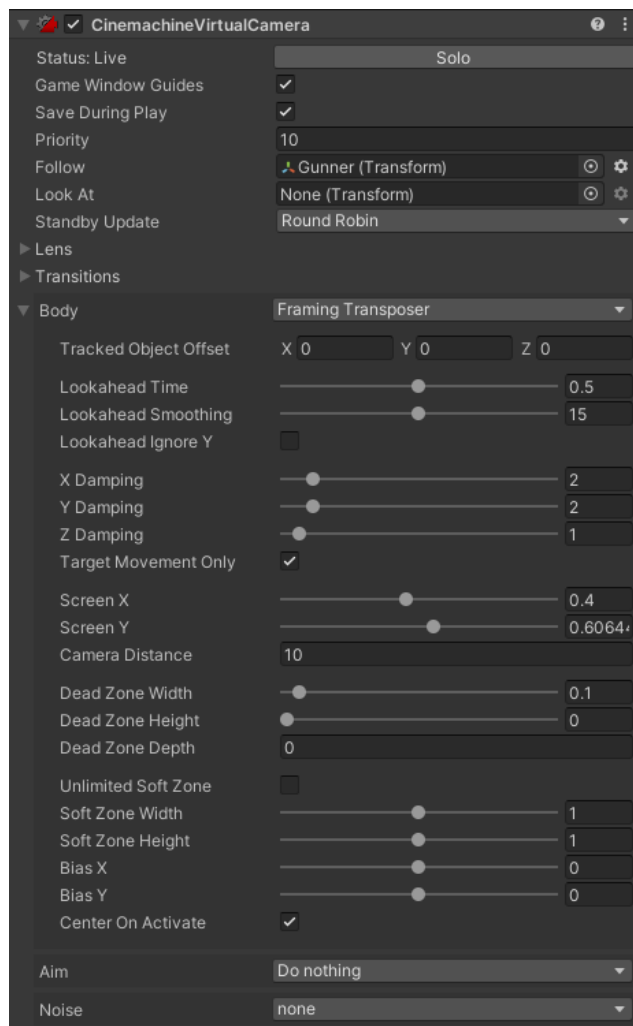 CinemachineVirtualCamera
Status: Live Solo
Game Window Guides
Save During Play
Priority 10
Follow Gunner (Transform)
Look At None (Transform)
Standby Update Round Robin
Lens
Transitions
Body Framing Transposer
Tracked Object Offset X 0 Y 0 Z 0
Lookahead Time 0.5
Lookahead Smoothing 15
Lookahead Ignore Y
X Damping 2
Y Damping 2
Z Damping 1
Target Movement Only
Screen X 0.4
Screen Y 0.6064
Camera Distance 10
Dead Zone Width 0.1
Dead Zone Height 0
Dead Zone Depth 0
Unlimited Soft Zone
Soft Zone Width 1
Soft Zone Height 1
Bias X 0
Bias Y 0
Center On Activate
Aim Do nothing
Noise none